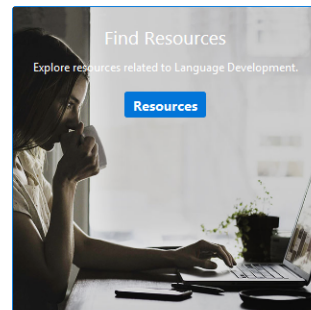 Find Resources
Explore resources related to Language Development.
Resources